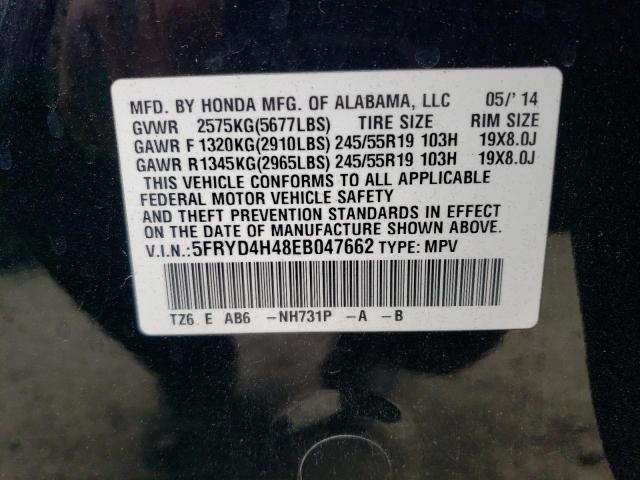 MFD. BY HONDA MFG. OF ALABAMA, LLC 05/'14
GVWR 2575KG(5677LBS) TIRE SIZE RIM SIZE
GAWR F 1320KG(2910LBS) 245/55R19 103H 19X8.0J
GAWR R1345KG(2965LBS) 245/55R19 103H 19X8.0J
THIS VEHICLE CONFORMS TO ALL APPLICABLE
FEDERAL MOTOR VEHICLE SAFETY
AND THEFT PREVENTION STANDARDS IN EFFECT
ON THE DATE OF MANUFACTURE SHOWN ABOVE.
V.I.N.:5FRYD4H48EB047662 TYPE: MPV
TZ6 E AB6 -NH731P -A -B